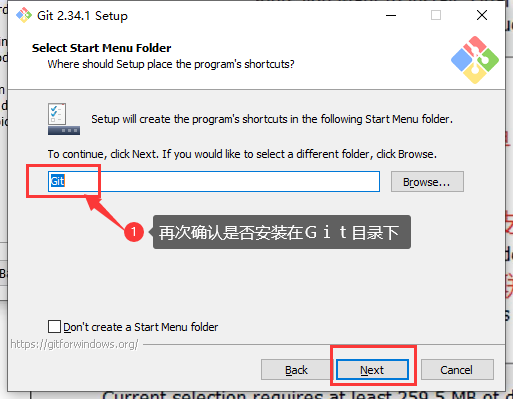 Git 2.34.1 Setup
Select Start Menu Folder
Where should Setup place the program's shortcuts?
Setup will create the program's shortcuts in the following Start Menu folder.
To continue, click Next. If you would like to select a different folder, click Browse.
Git
Browse...
1
再次确认是否安装在Git目录下
Don't create a Start Menu folder
https://gitforwindows.org/
Back
Next
Cancel
Current selection requires at least 259.5 MB of d